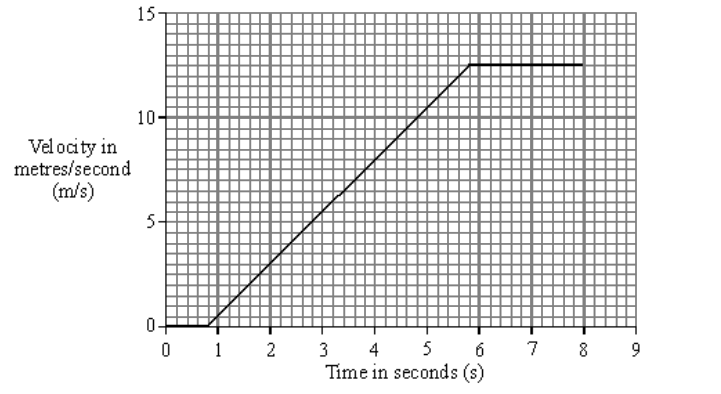 15
10
Velocity in
metres/second
(m/s)
5
0
0 1 2 3 4 5 6 7 8 9
Time in seconds (s)